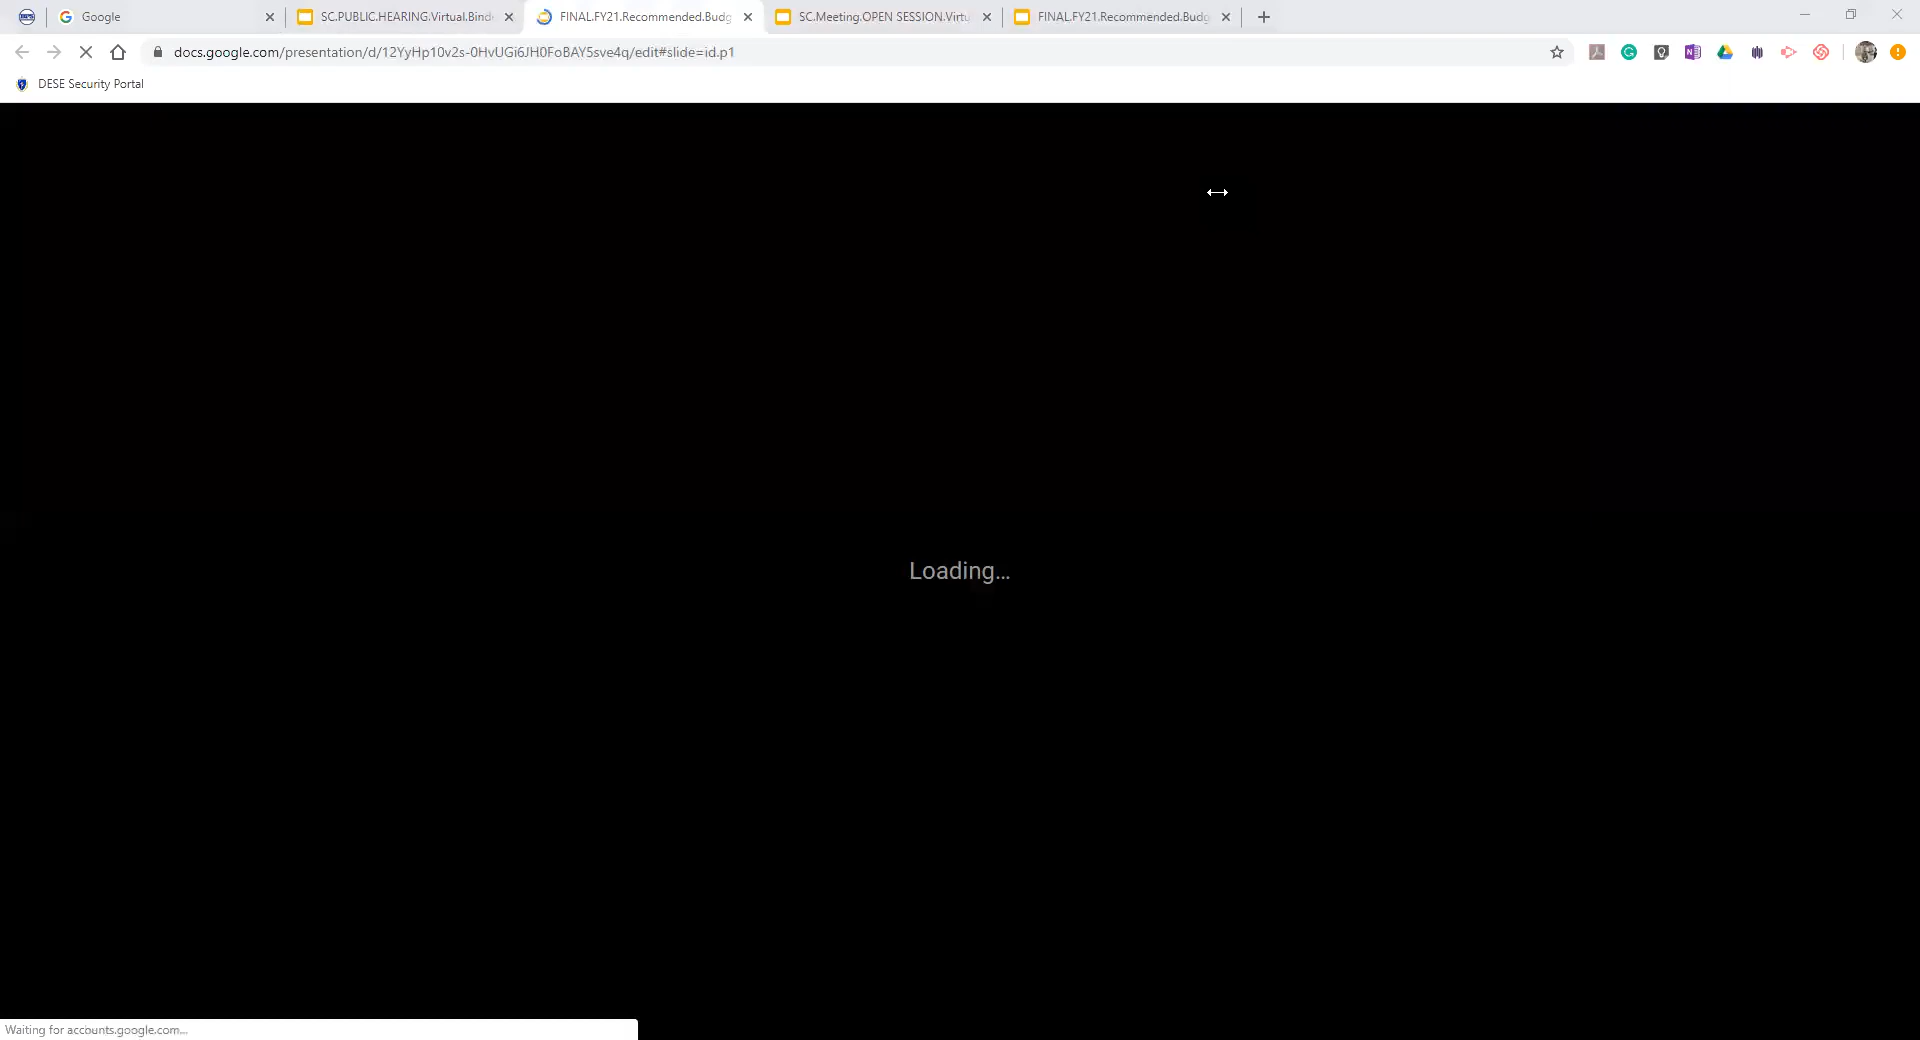 Google
SC.PUBLIC.HEARING.Virtual.Bind
FINAL.FY21.Recommended.Budg
SC.Meeting.OPEN SESSION.Virtu
FINAL.FY21.Recommended.Budg
docs.google.com/presentation/d/12YyHp10v2s-0HvUGi6JH0FoBAY5sve4q/edit#slide=id.p1
DESE Security Portal
Loading...
Waiting for accounts.google.com...